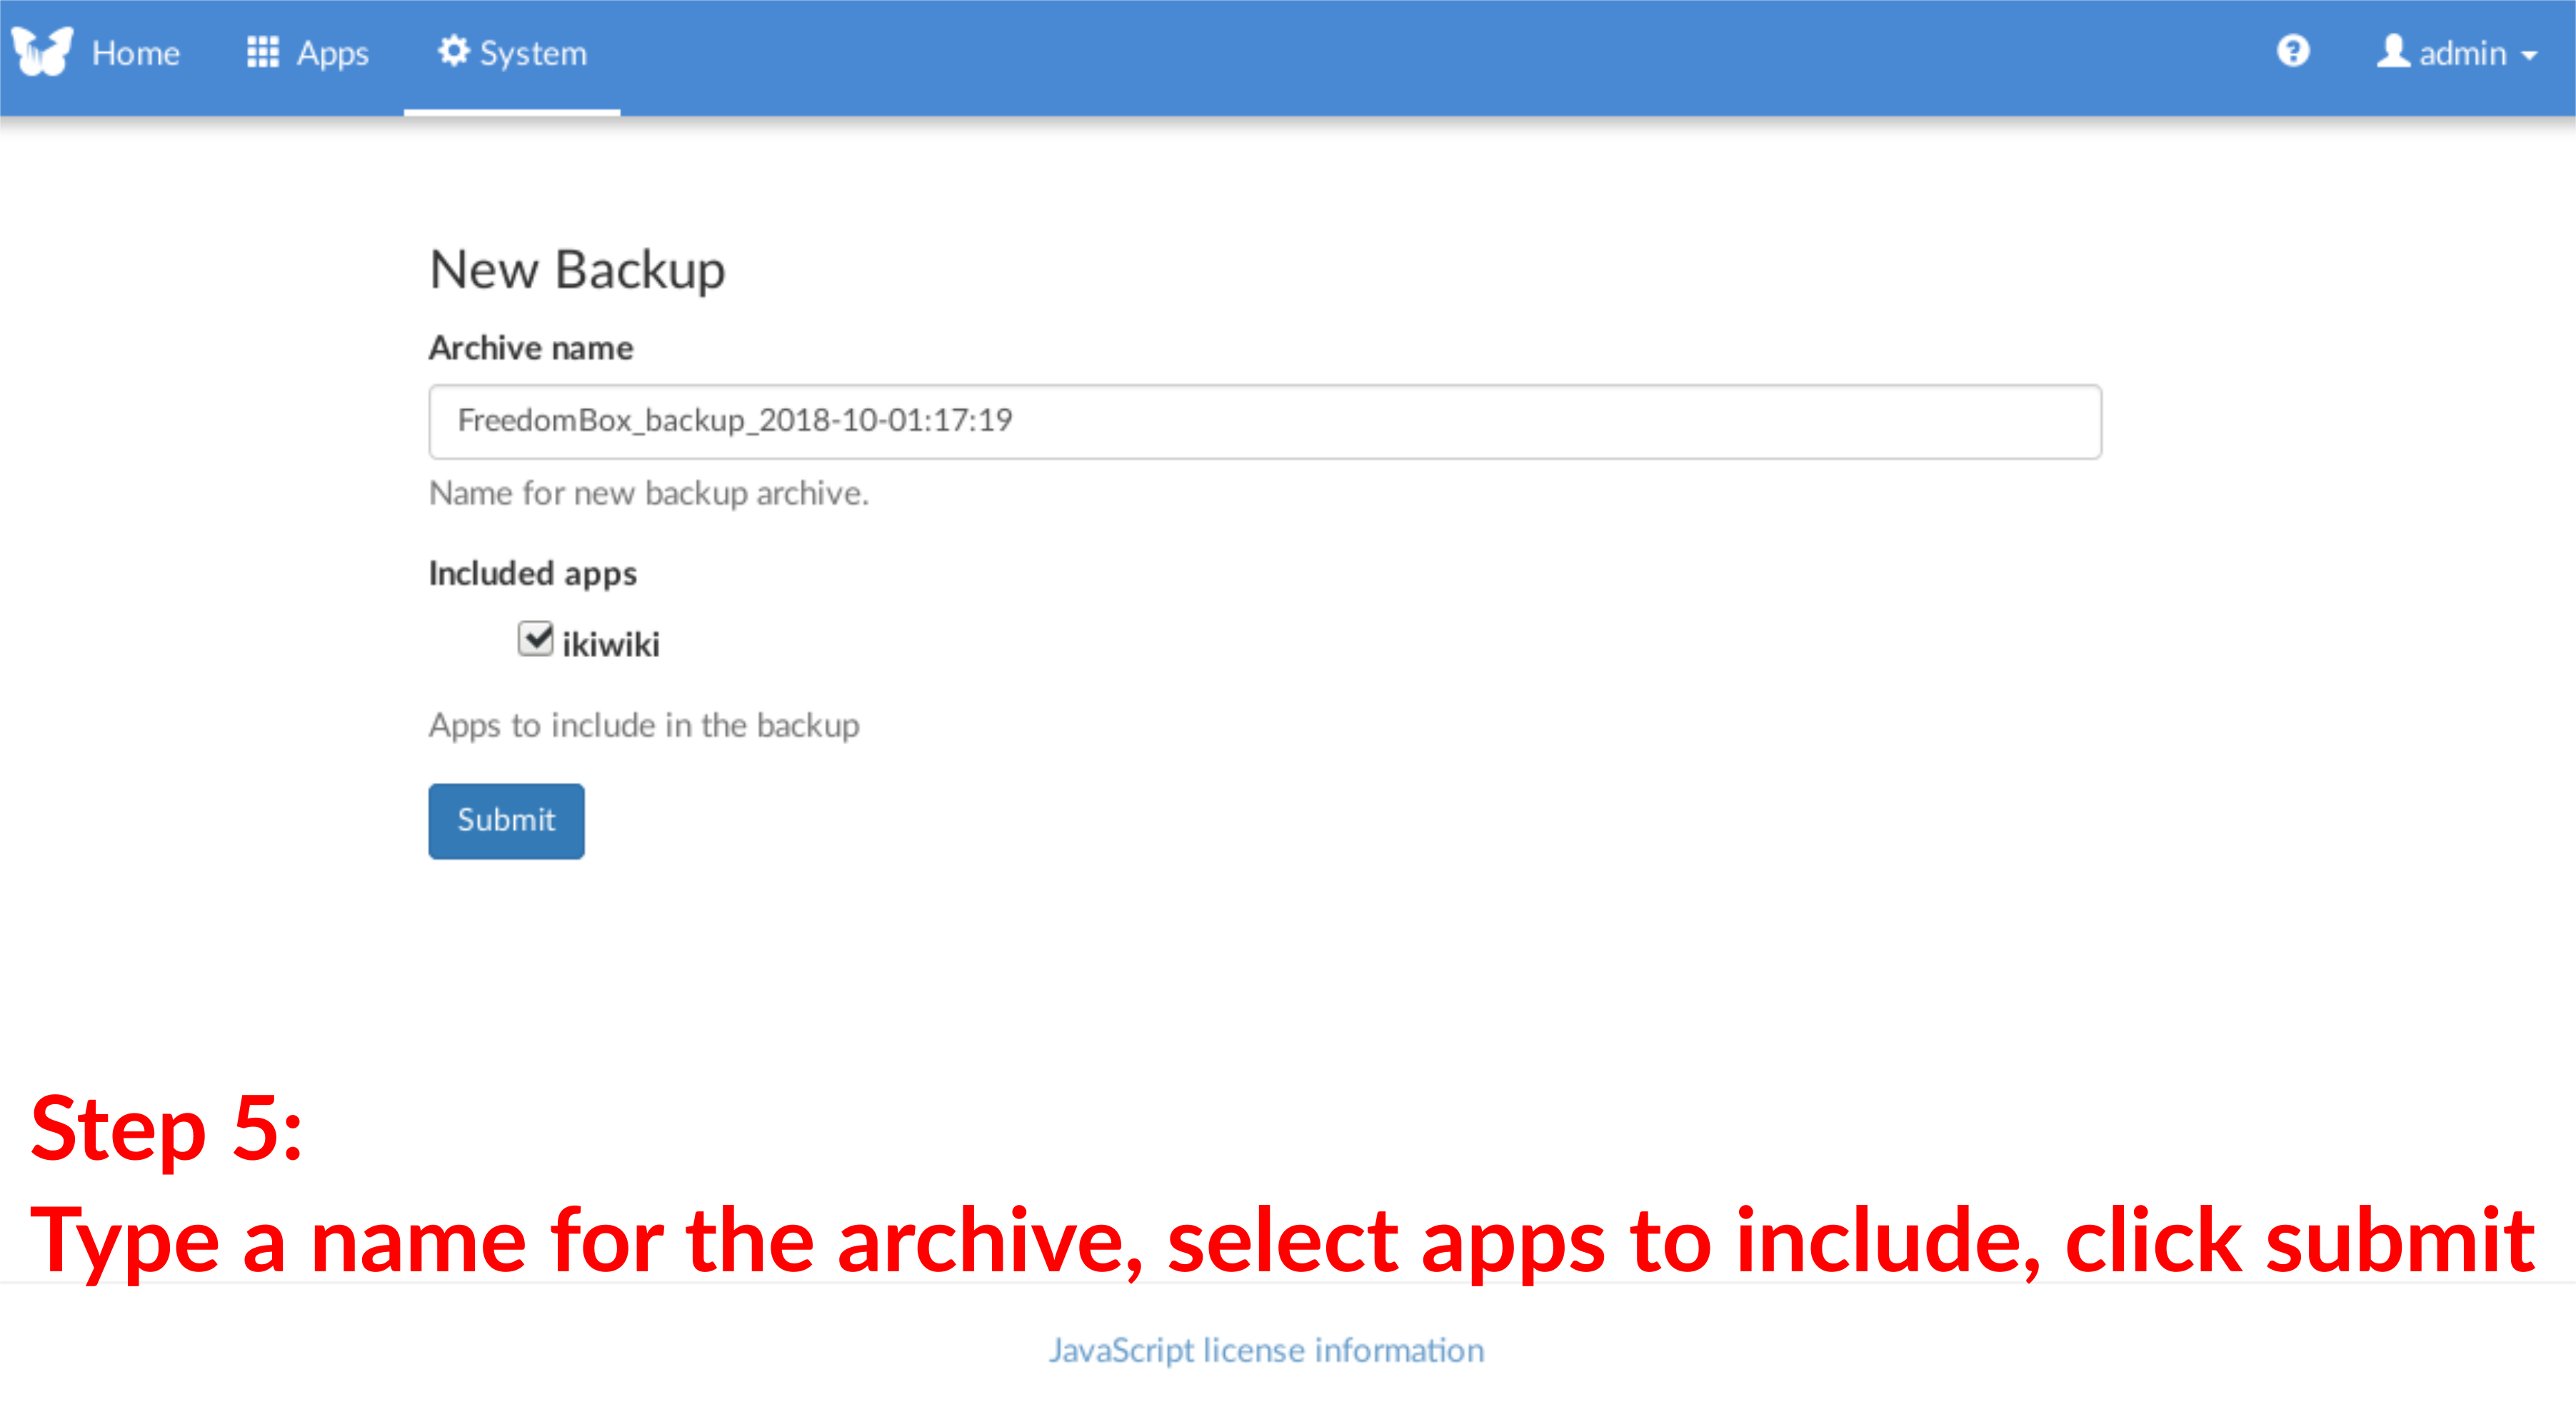 Home Apps System admin
New Backup
Archive name
FreedomBox_backup_2018-10-01:17:19
Name for new backup archive.
Included apps
ikiwiki
Apps to include in the backup
Submit
Step 5:
Type a name for the archive, select apps to include, click submit
JavaScript license information